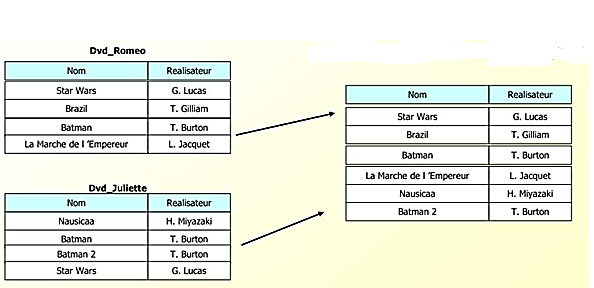 Dvd_Romeo
Nom Realisateur
Star Wars G. Lucas
Brazil T. Gilliam
Batman T. Burton
La Marche de l 'Empereur L. Jacquet
Dvd_Juliette
Nom Realisateur
Nausicaa H. Miyazaki
Batman T. Burton
Batman 2 T. Burton
Star Wars G. Lucas
Nom Realisateur
Star Wars G. Lucas
Brazil T. Gilliam
Batman T. Burton
La Marche de l 'Empereur L. Jacquet
Nausicaa H. Miyazaki
Batman 2 T. Burton